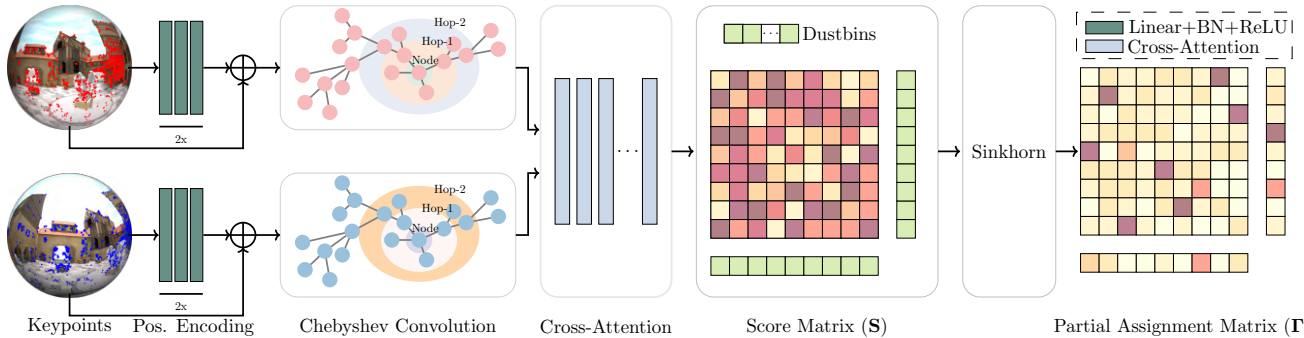 Hop-2
Hop-1
Node
2x
Dustbins
Linear+BN+ReLU
Cross-Attention
Sinkhorn
Hop-2
Hop-1
Node
2x
Keypoints
Pos. Encoding
Chebyshev Convolution
Cross-Attention
Score Matrix (S)
Partial Assignment Matrix (Γ